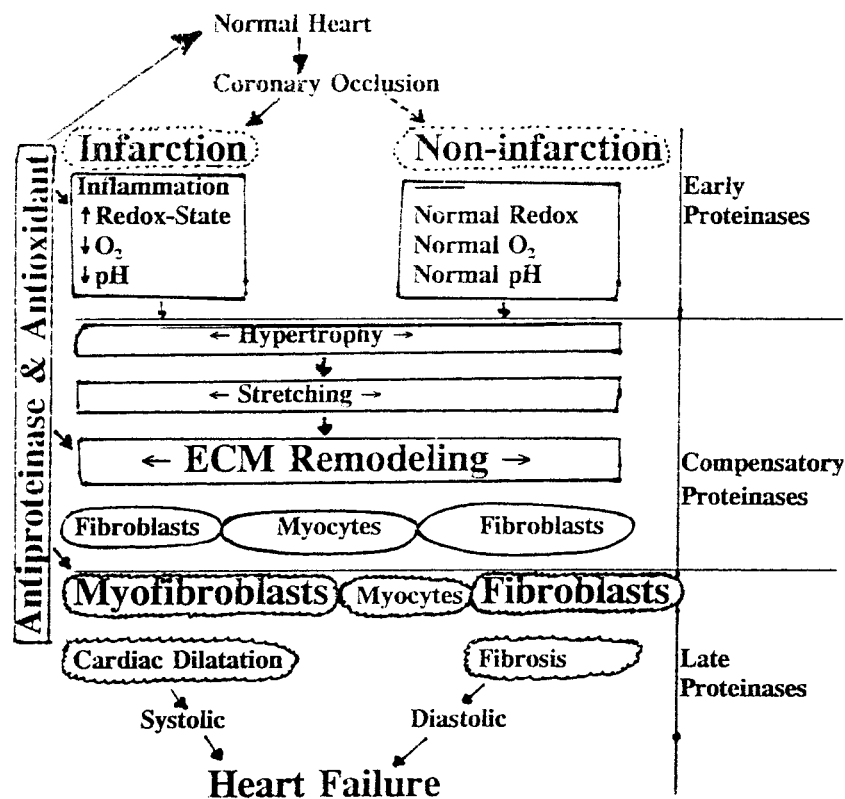 Normal Heart
Coronary Occlusion
Infarction
Non-infarction
Inflammation
↑ Redox-State
↓ O₂
↓ pH
Normal Redox
Normal O₂
Normal pH
Early
Proteinases
Antiproteinase & Antioxidant
← Hypertrophy →
← Stretching →
← ECM Remodeling →
Compensatory
Proteinases
Fibroblasts
Myocytes
Fibroblasts
Myofibroblasts
Myocytes
Fibroblasts
Cardiac Dilatation
Fibrosis
Late
Proteinases
Systolic
Diastolic
Heart Failure